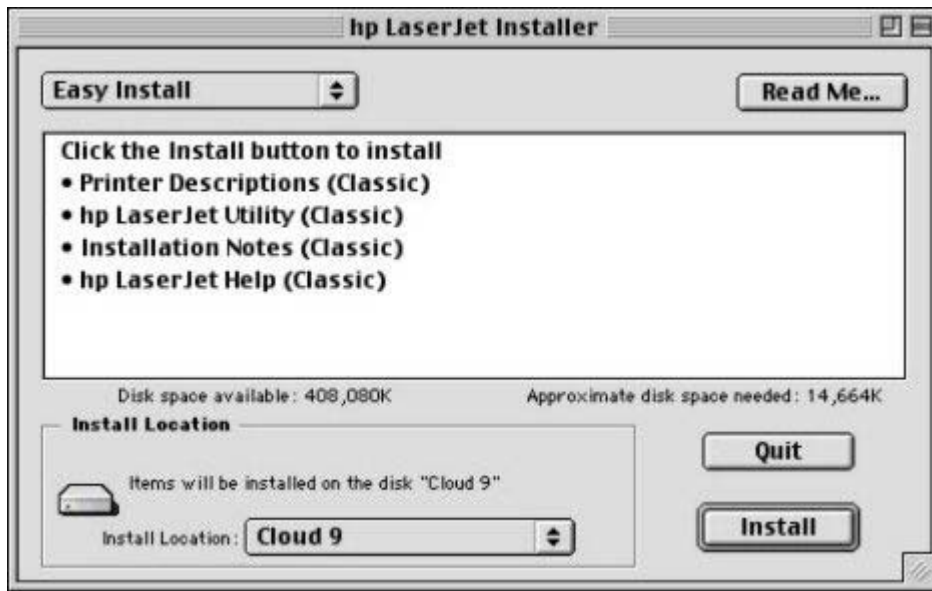 hp LaserJet Installer
Easy Install
Read Me...
Click the Install button to install
• Printer Descriptions (Classic)
• hp LaserJet Utility (Classic)
• Installation Notes (Classic)
• hp LaserJet Help (Classic)
Disk space available: 408,080K
Approximate disk space needed: 14,664K
Install Location
Items will be installed on the disk "Cloud 9"
Install Location: Cloud 9
Quit
Install